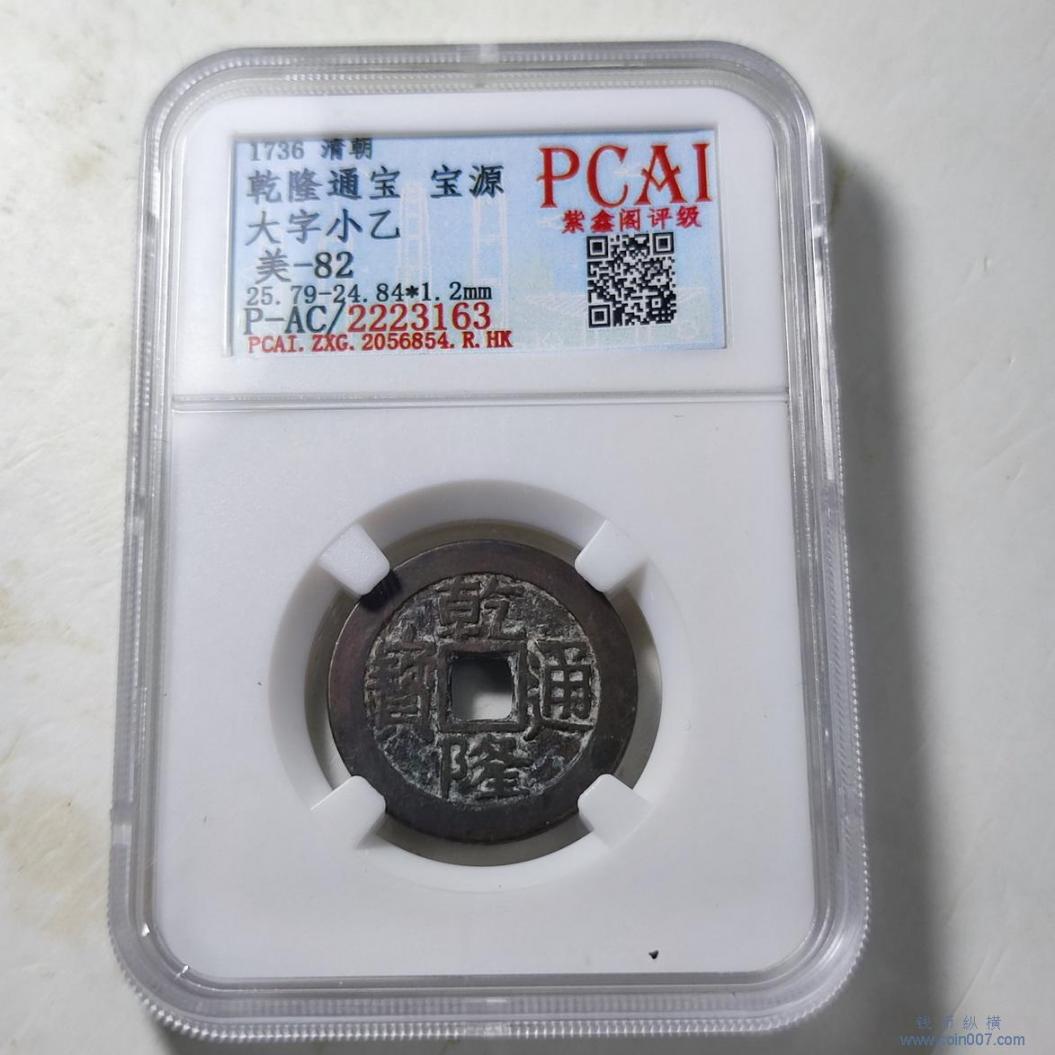 1736 清朝
乾隆通宝 宝源
大字小乙
美-82
25.79-24.84*1.2mm
P-AC/2223163
PCAI.ZXG.2056854.R.HK
PCAI
紫鑫阁评级
乾隆通寳
钱币纵横
www.coin007.com